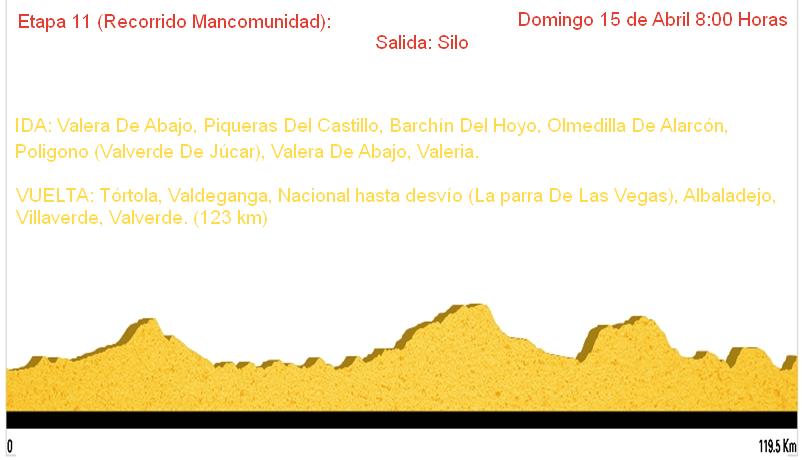 Etapa 11 (Recorrido Mancomunidad):
Domingo 15 de Abril 8:00 Horas
Salida: Silo
IDA: Valera De Abajo, Piqueras Del Castillo, Barchín Del Hoyo, Olmedilla De Alarcón,
Poligono (Valverde De Júcar), Valera De Abajo, Valeria.
VUELTA: Tórtola, Valdeganga, Nacional hasta desvío (La parra De Las Vegas), Albaladejo,
Villaverde, Valverde. (123 km)
0
119.5 Km